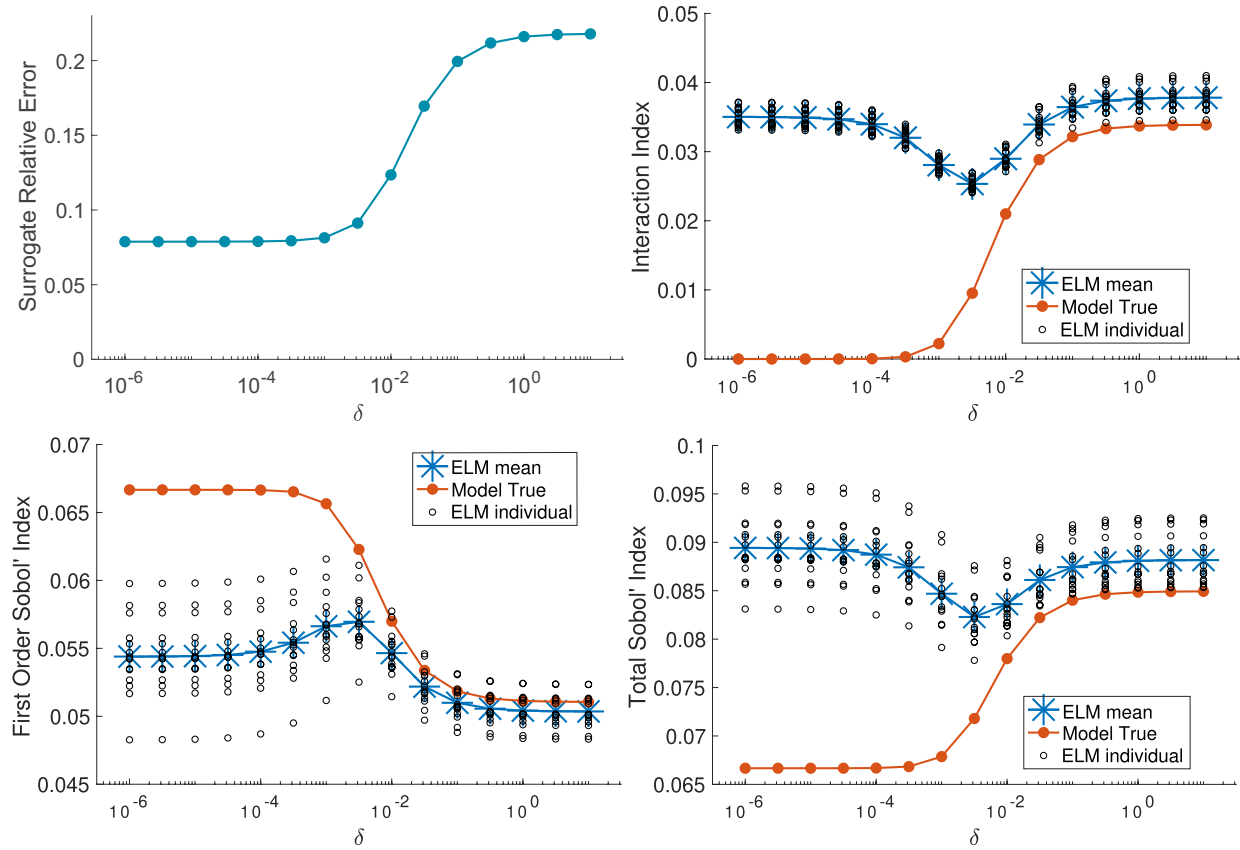 Surrogate Relative Error
0.2
0.15
0.1
0.05
0
10^-6
10^-4
10^-2
10^0
δ
Interaction Index
0.05
0.04
0.03
0.02
0.01
0
ELM mean
Model True
ELM individual
10^-6
10^-4
10^-2
10^0
δ
First Order Sobol' Index
0.07
0.065
0.06
0.055
0.05
0.045
ELM mean
Model True
ELM individual
10^-6
10^-4
10^-2
10^0
δ
Total Sobol' Index
0.1
0.095
0.09
0.085
0.08
0.075
0.07
0.065
ELM mean
Model True
ELM individual
10^-6
10^-4
10^-2
10^0
δ